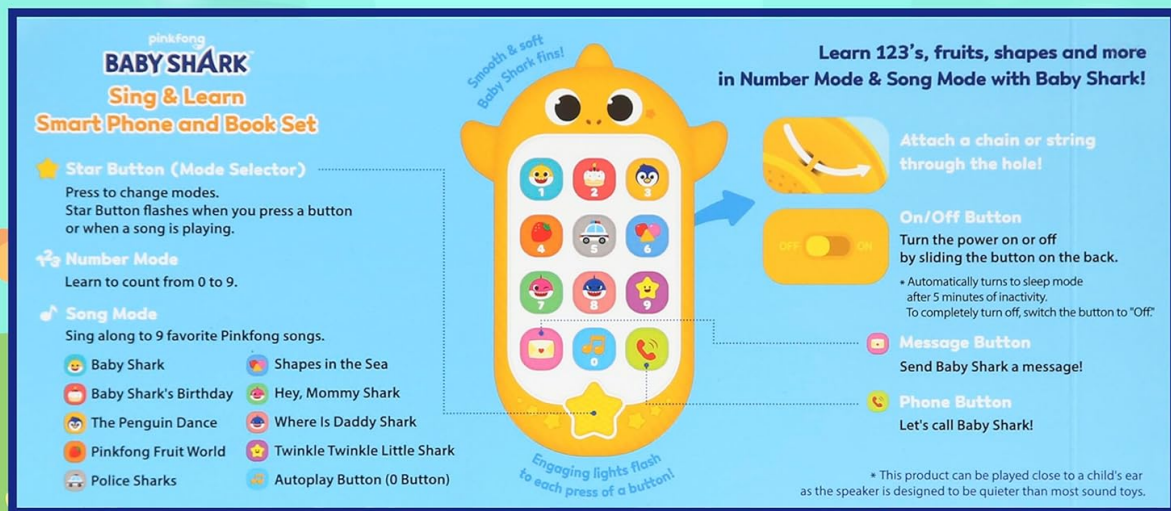 pinkfong
BABY SHARK™
Sing & Learn
Smart Phone and Book Set
Star Button (Mode Selector)
Press to change modes.
Star Button flashes when you press a button
or when a song is playing.
123 Number Mode
Learn to count from 0 to 9.
Song Mode
Sing along to 9 favorite Pinkfong songs.
Baby Shark
Baby Shark's Birthday
The Penguin Dance
Pinkfong Fruit World
Police Sharks
Shapes in the Sea
Hey, Mommy Shark
Where Is Daddy Shark
Twinkle Twinkle Little Shark
Autoplay Button (0 Button)
Smooth & soft
Baby Shark fins!
1 2 3
4 5 6
7 8 9
0
Engaging lights flash
to each press of a button!
Learn 123's, fruits, shapes and more
in Number Mode & Song Mode with Baby Shark!
Attach a chain or string
through the hole!
OFF ON
On/Off Button
Turn the power on or off
by sliding the button on the back.
* Automatically turns to sleep mode
after 5 minutes of inactivity.
To completely turn off, switch the button to "Off."
Message Button
Send Baby Shark a message!
Phone Button
Let's call Baby Shark!
* This product can be played close to a child's ear
as the speaker is designed to be quieter than most sound toys.